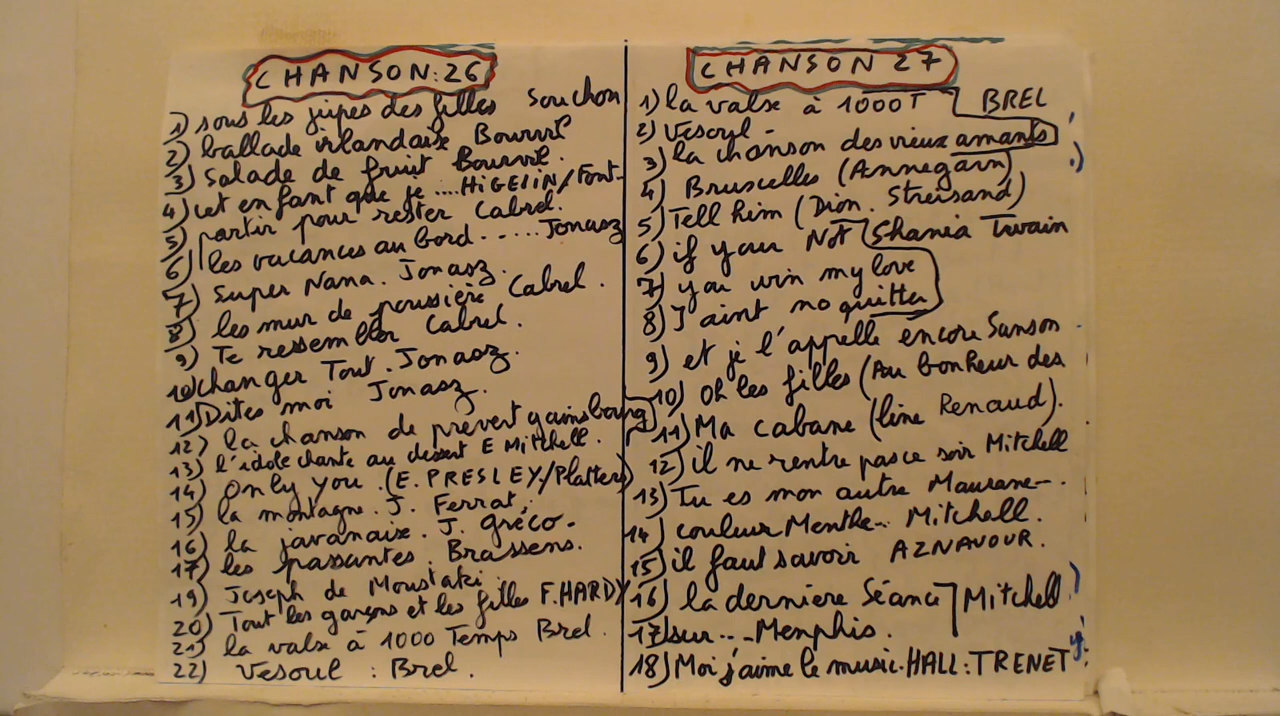 CHANSON: 26
1) sous les jupes des filles Souchon
2) ballade irlandaise Bourvil
3) Salade de fruit Bourvil.
4) cet enfant que je .... HiGELIN/Font-
5) partir pour rester Cabrel.
6) les vacances au bord ..... Jonasz
7) Super Nana. Jonasz.
8) les mur de poussière Cabrel.
9) Te ressembler Cabrel.
10) changer Tout. Jonasz.
11) Dites moi Jonasz.
12) la chanson de prevert gainsbourg
13) l'idole chante au dessert E Mitchell.
14) Only you. (E. PRESLEY/Platters)
15) la montagne. J. Ferrat.
16) la javanaise. J. Gréco.
17) les passantes. Brassens.
19) Joseph de Moustaki.
20) Tout les garçons et les filles F. HARDY
21) la valse à 1000 Temps Brel.
22) Vesoul : Brel.
CHANSON 27
1) la valse à 1000 T BREL
2) Vesoul -
3) la chanson des vieux amants
4) Bruscelles (Annegarn)
5) Tell him (Dion. Streisand)
6) if your Not Shania Twain
7) you win my love
8) I aint no quitter
9) et je l'appelle encore Sanson
10) Oh les filles (Au bonheur des
11) Ma cabane (line Renaud).
12) il ne rentre pas ce soir Mitchell
13) Tu es mon autre Maurane-.
14) couleur Menthe.. Mitchell.
15) il faut savoir AZNAVOUR.
16) la derniere Séance Mitchell
17) sur ... Memphis.
18) Moi j'aime le music-HALL: TRENET